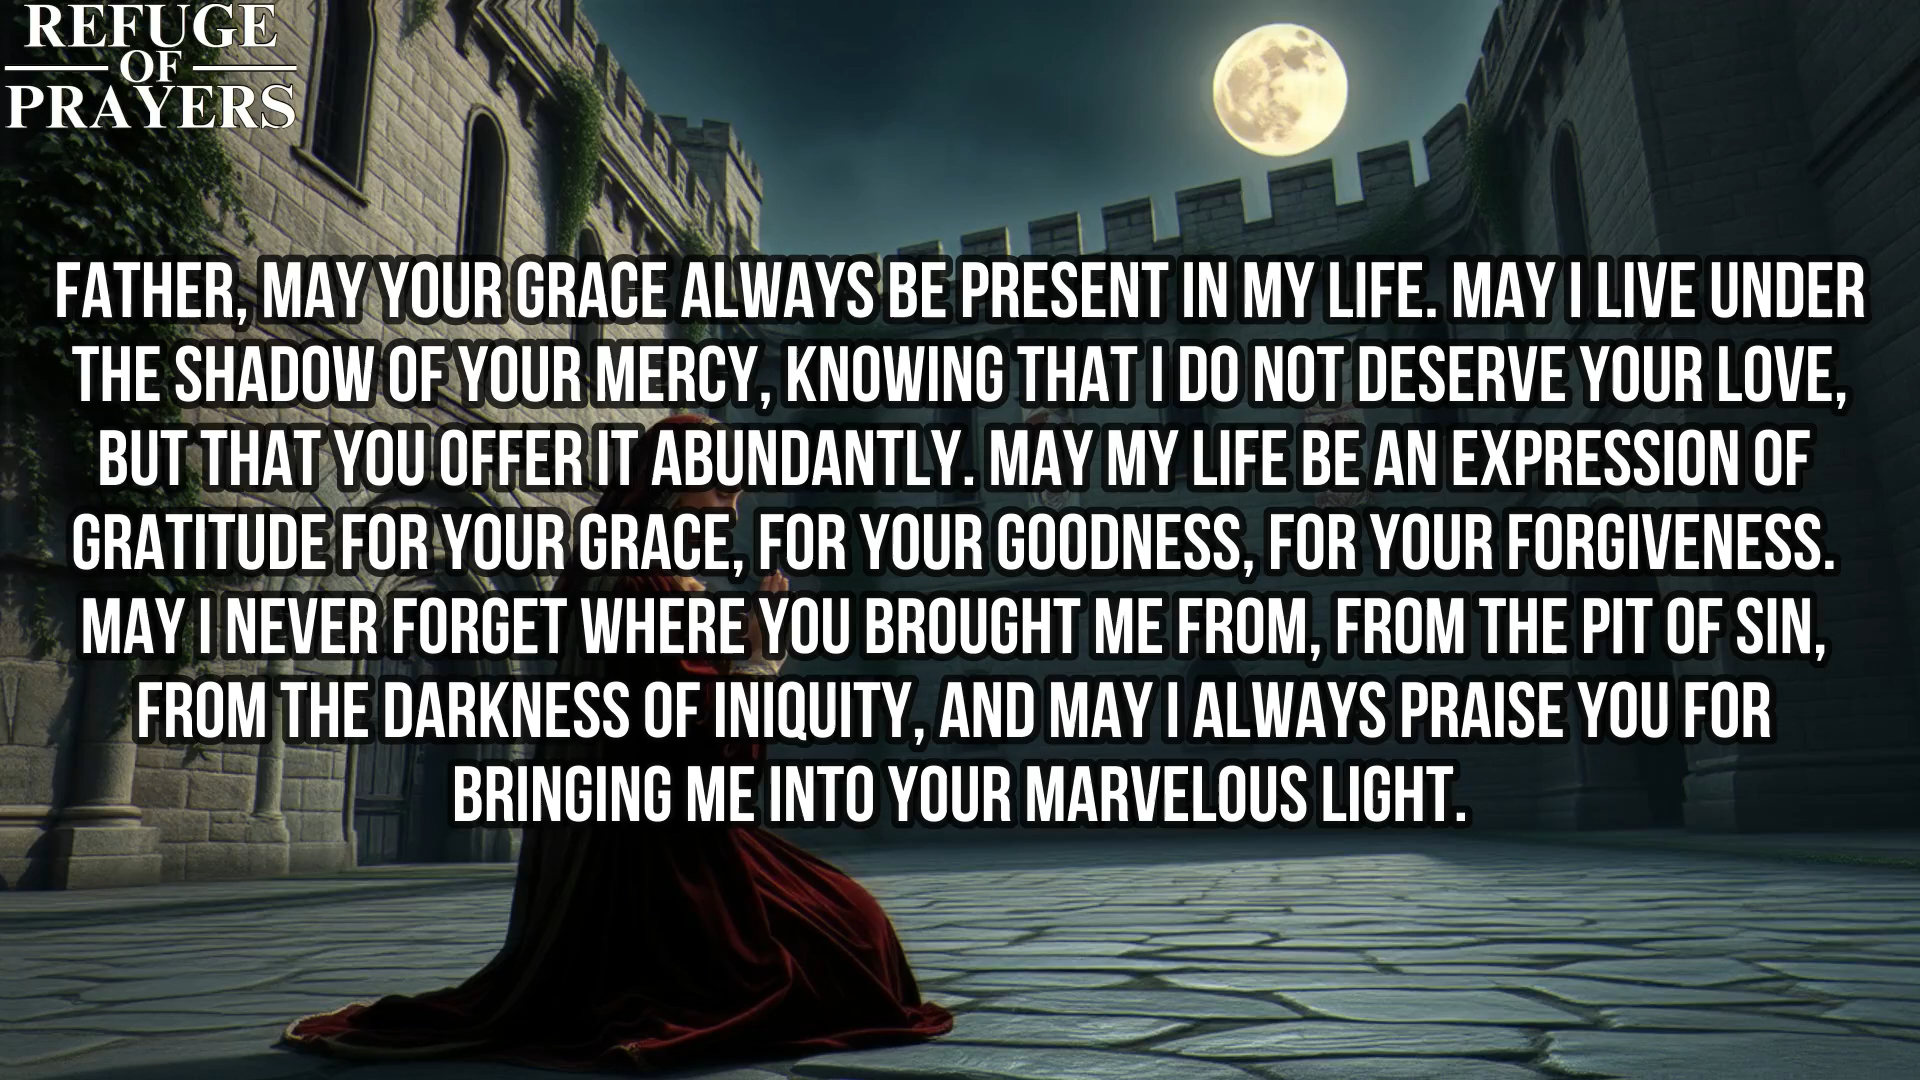 REFUGE
OF
PRAYERS
FATHER, MAY YOUR GRACE ALWAYS BE PRESENT IN MY LIFE. MAY I LIVE UNDER
THE SHADOW OF YOUR MERCY, KNOWING THAT I DO NOT DESERVE YOUR LOVE,
BUT THAT YOU OFFER IT ABUNDANTLY. MAY MY LIFE BE AN EXPRESSION OF
GRATITUDE FOR YOUR GRACE, FOR YOUR GOODNESS, FOR YOUR FORGIVENESS.
MAY I NEVER FORGET WHERE YOU BROUGHT ME FROM, FROM THE PIT OF SIN,
FROM THE DARKNESS OF INIQUITY, AND MAY I ALWAYS PRAISE YOU FOR
BRINGING ME INTO YOUR MARVELOUS LIGHT.